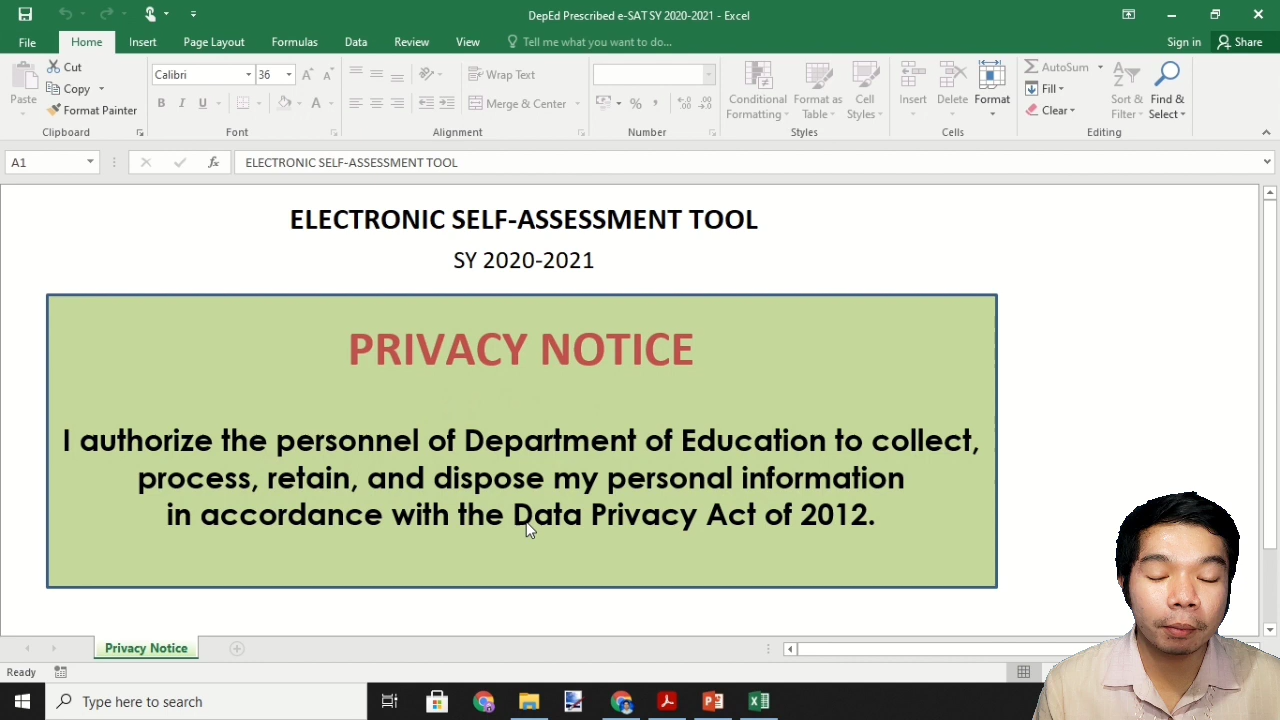 DepEd Prescribed e-SAT SY 2020-2021 - Excel
File Home Insert Page Layout Formulas Data Review View Tell me what you want to do... Sign in Share
Paste
Cut
Copy
Format Painter
Clipboard
Calibri 36
B I U
Font
Wrap Text
Merge & Center
Alignment
%
Number
Conditional Formatting
Format as Table
Cell Styles
Styles
Insert Delete Format
Cells
AutoSum
Fill
Clear
Sort & Filter
Find & Select
Editing
A1 fx ELECTRONIC SELF-ASSESSMENT TOOL
ELECTRONIC SELF-ASSESSMENT TOOL
SY 2020-2021
PRIVACY NOTICE
I authorize the personnel of Department of Education to collect,
process, retain, and dispose my personal information
in accordance with the Data Privacy Act of 2012.
Privacy Notice
Ready
Type here to search